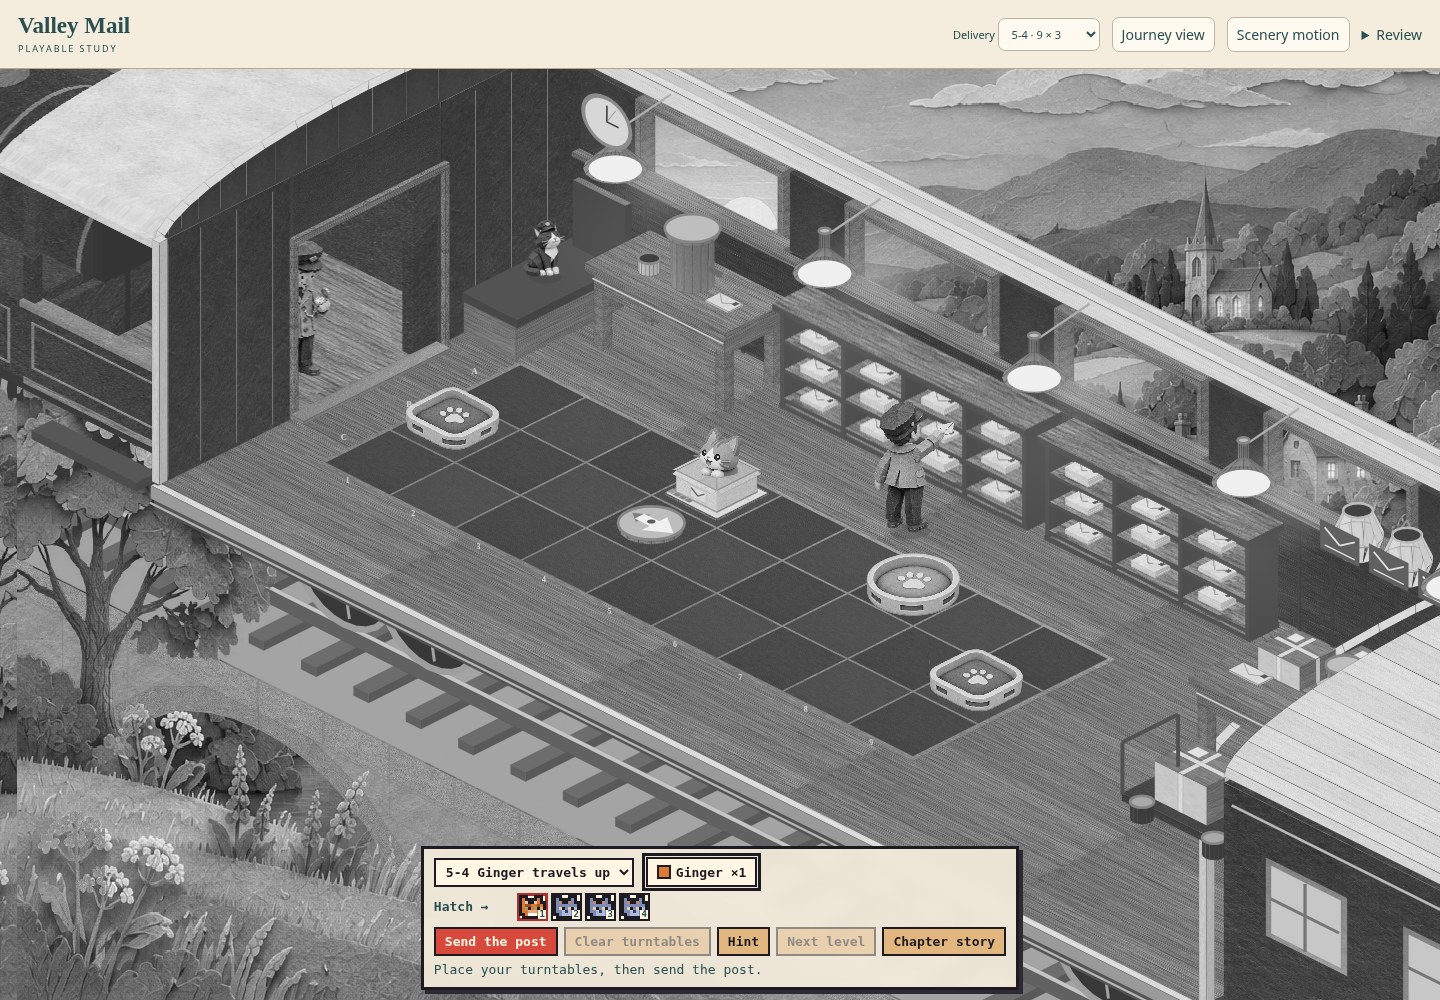 Valley Mail
PLAYABLE STUDY
Delivery 5-4 · 9 × 3 Journey view Scenery motion ▶ Review
A
B
C
1
2
3
4
5
6
7
8
9
5-4 Ginger travels up Ginger ×1
Hatch → 1 2 3 4
Send the post Clear turntables Hint Next level Chapter story
Place your turntables, then send the post.